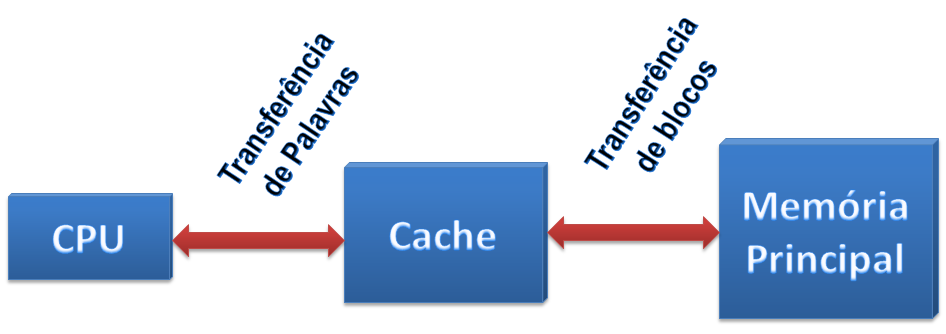 Transferência
de Palavras
Transferência
de blocos
CPU
Cache
Memória
Principal